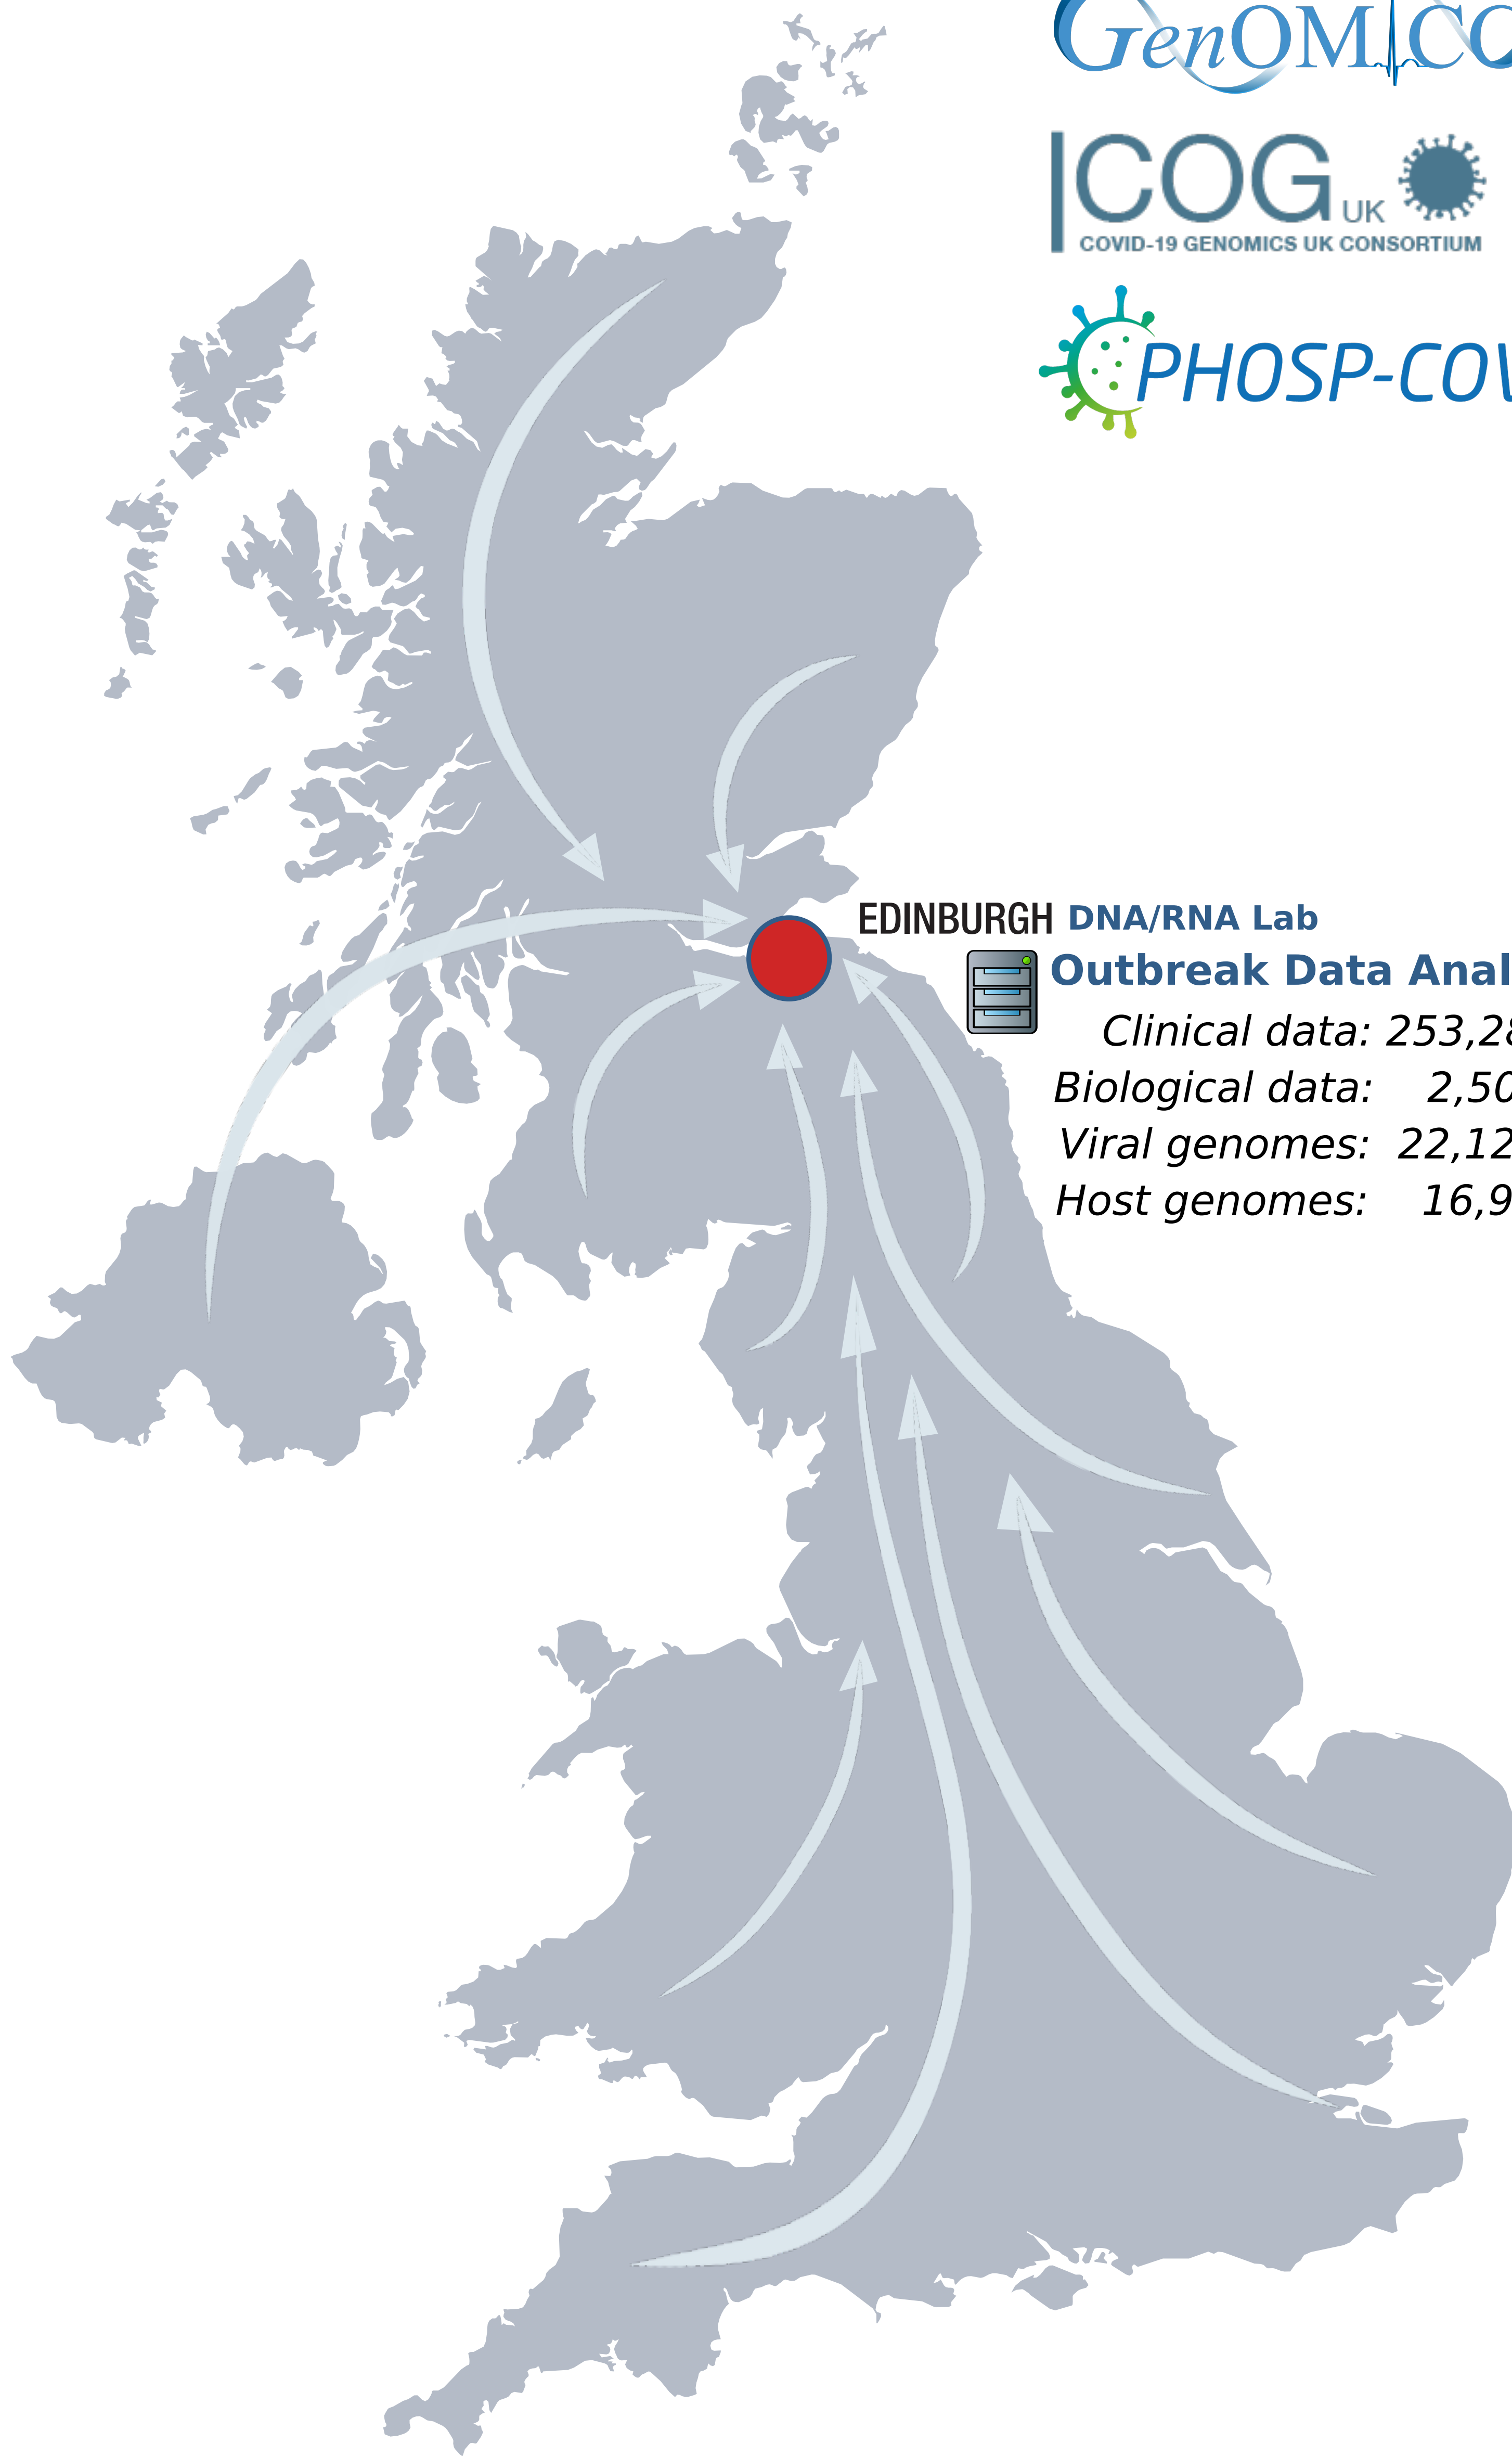 GenOMICC
COG UK
COVID-19 GENOMICS UK CONSORTIUM
PHOSP-COV
EDINBURGH DNA/RNA Lab
Outbreak Data Anal
Clinical data: 253,28
Biological data: 2,50
Viral genomes: 22,12
Host genomes: 16,9